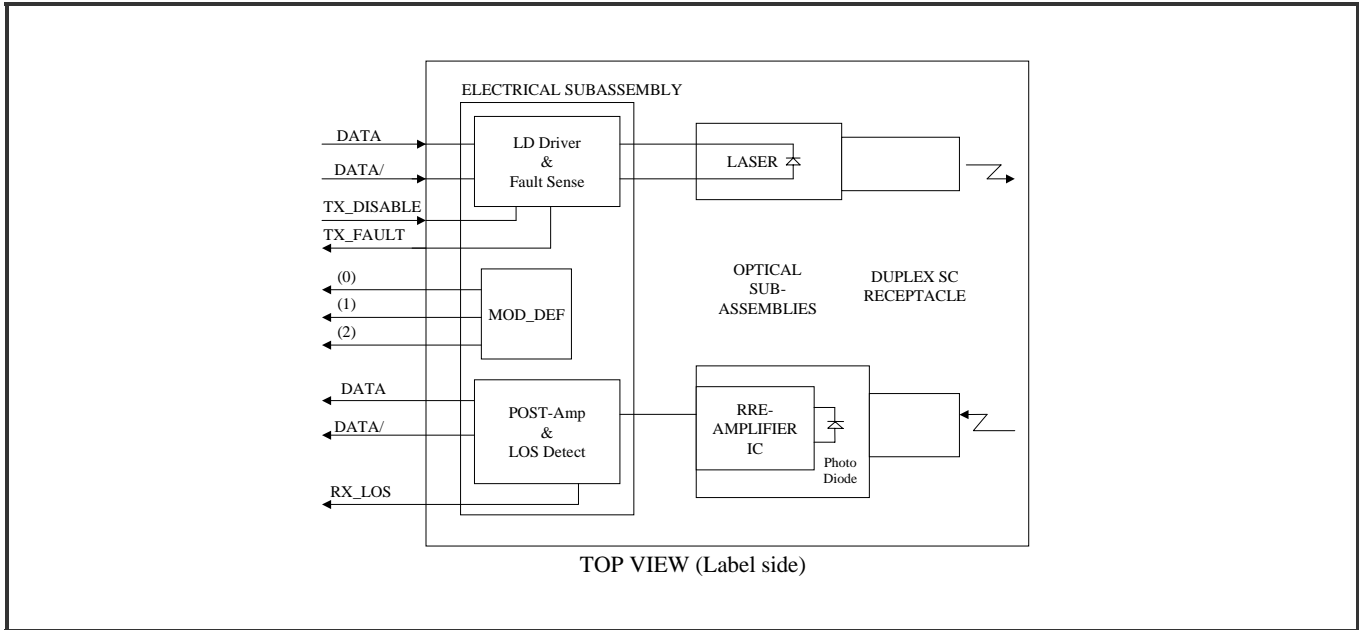 ELECTRICAL SUBASSEMBLY
DATA
DATA/
TX_DISABLE
TX_FAULT
LD Driver
&
Fault Sense
LASER
(0)
(1)
(2)
MOD_DEF
OPTICAL
SUB-
ASSEMBLIES
DUPLEX SC
RECEPTACLE
DATA
DATA/
RX_LOS
POST-Amp
&
LOS Detect
RRE-
AMPLIFIER
IC
Photo
Diode
TOP VIEW (Label side)